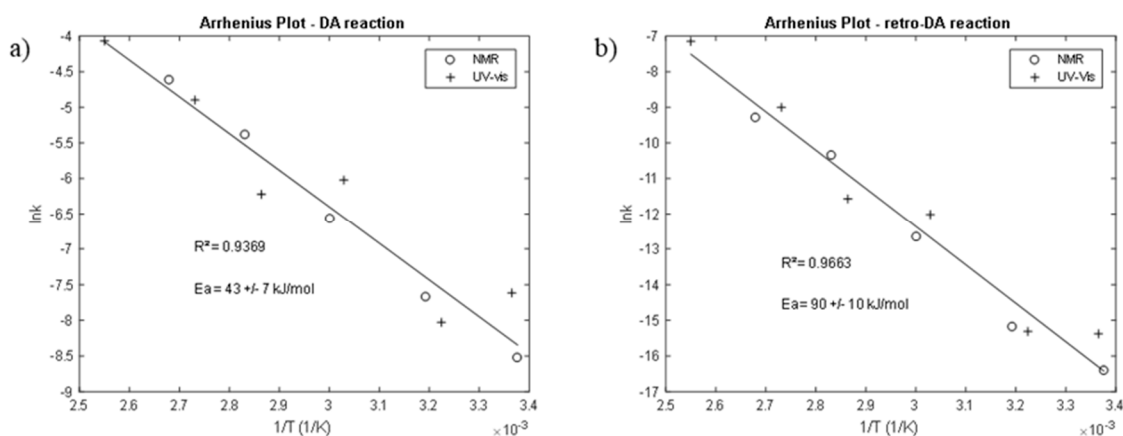 a)
Arrhenius Plot - DA reaction
NMR
UV-vis
-4
-4.5
-5
-5.5
-6
-6.5
-7
-7.5
-8
-8.5
-9
lnk
R² = 0.9369
Ea = 43 +/- 7 kJ/mol
2.5 2.6 2.7 2.8 2.9 3 3.1 3.2 3.3 3.4
1/T (1/K)
×10⁻³
b)
Arrhenius Plot - retro-DA reaction
NMR
UV-Vis
-7
-8
-9
-10
-11
-12
-13
-14
-15
-16
-17
lnk
R² = 0.9663
Ea = 90 +/- 10 kJ/mol
2.5 2.6 2.7 2.8 2.9 3 3.1 3.2 3.3 3.4
1/T (1/K)
×10⁻³